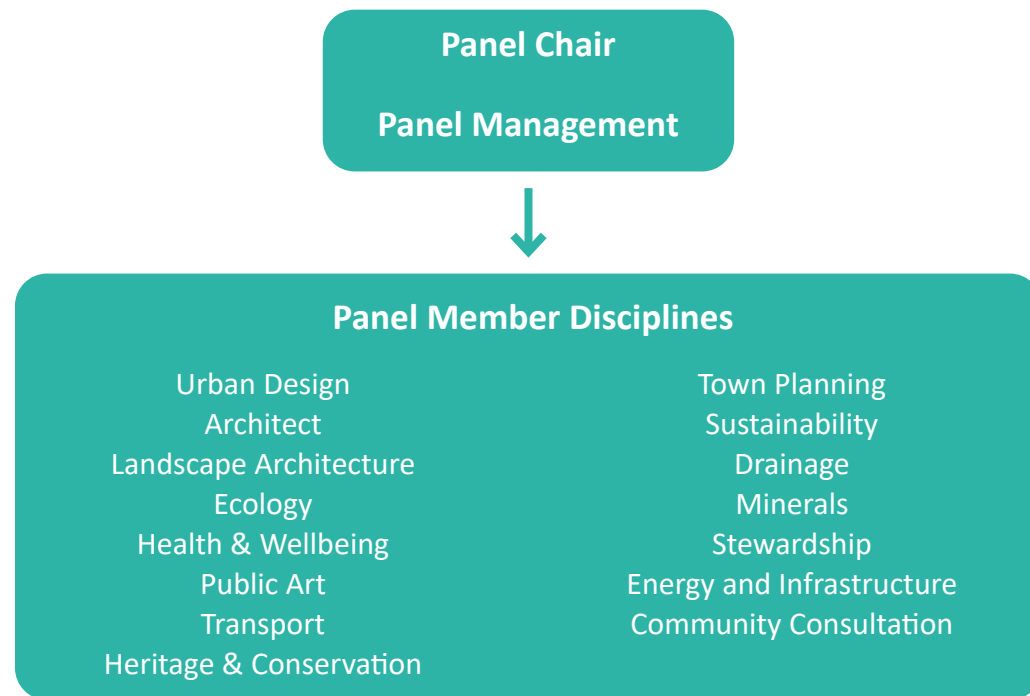 Panel Chair
Panel Management
Panel Member Disciplines
Urban Design
Architect
Landscape Architecture
Ecology
Health & Wellbeing
Public Art
Transport
Heritage & Conservation
Town Planning
Sustainability
Drainage
Minerals
Stewardship
Energy and Infrastructure
Community Consultation